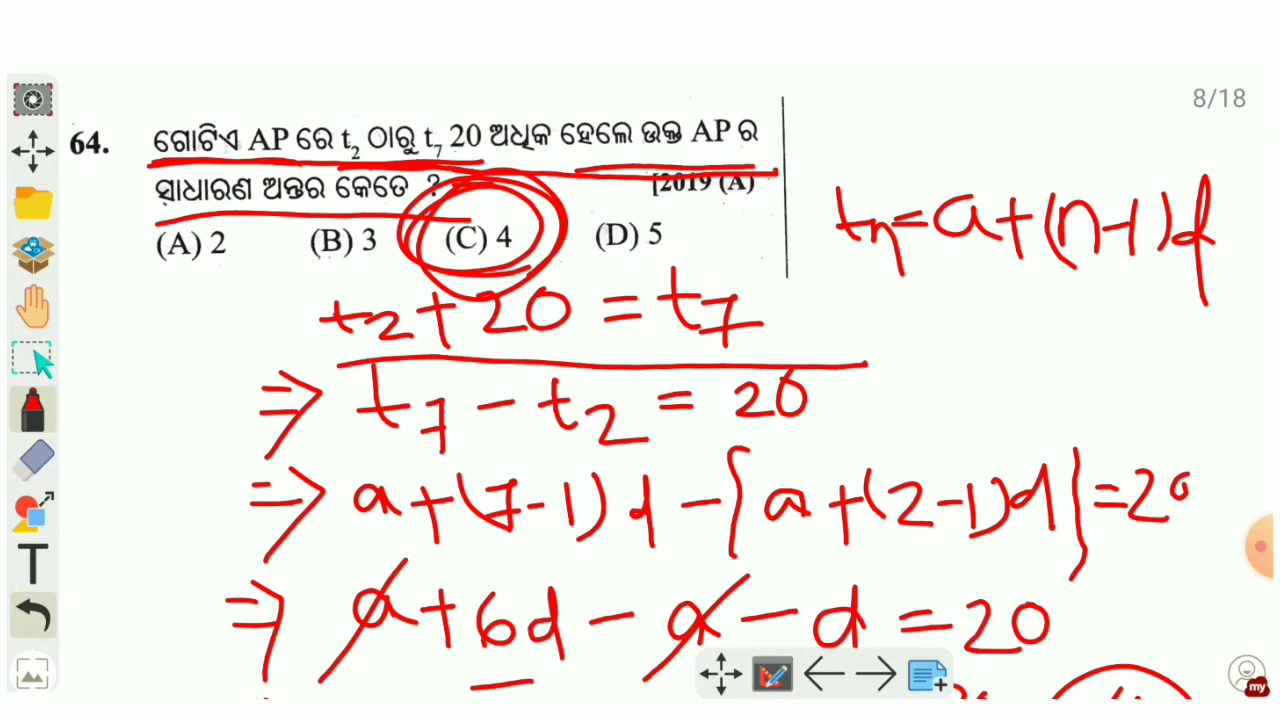 8/18
64. ଗୋଟିଏ AP ରେ t₂ ଠାରୁ t₇ 20 ଅଧିକ ହେଲେ ଉକ୍ତ AP ର
ସାଧାରଣ ଅନ୍ତର କେତେ ? [2019 (A)
(A) 2 (B) 3 (C) 4 (D) 5
tn = a + (n-1)d
t2 + 20 = t7
⇒ t7 - t2 = 20
⇒ a + (7-1)d - {a + (2-1)d} = 20
⇒ a + 6d - a - d = 20
T
my